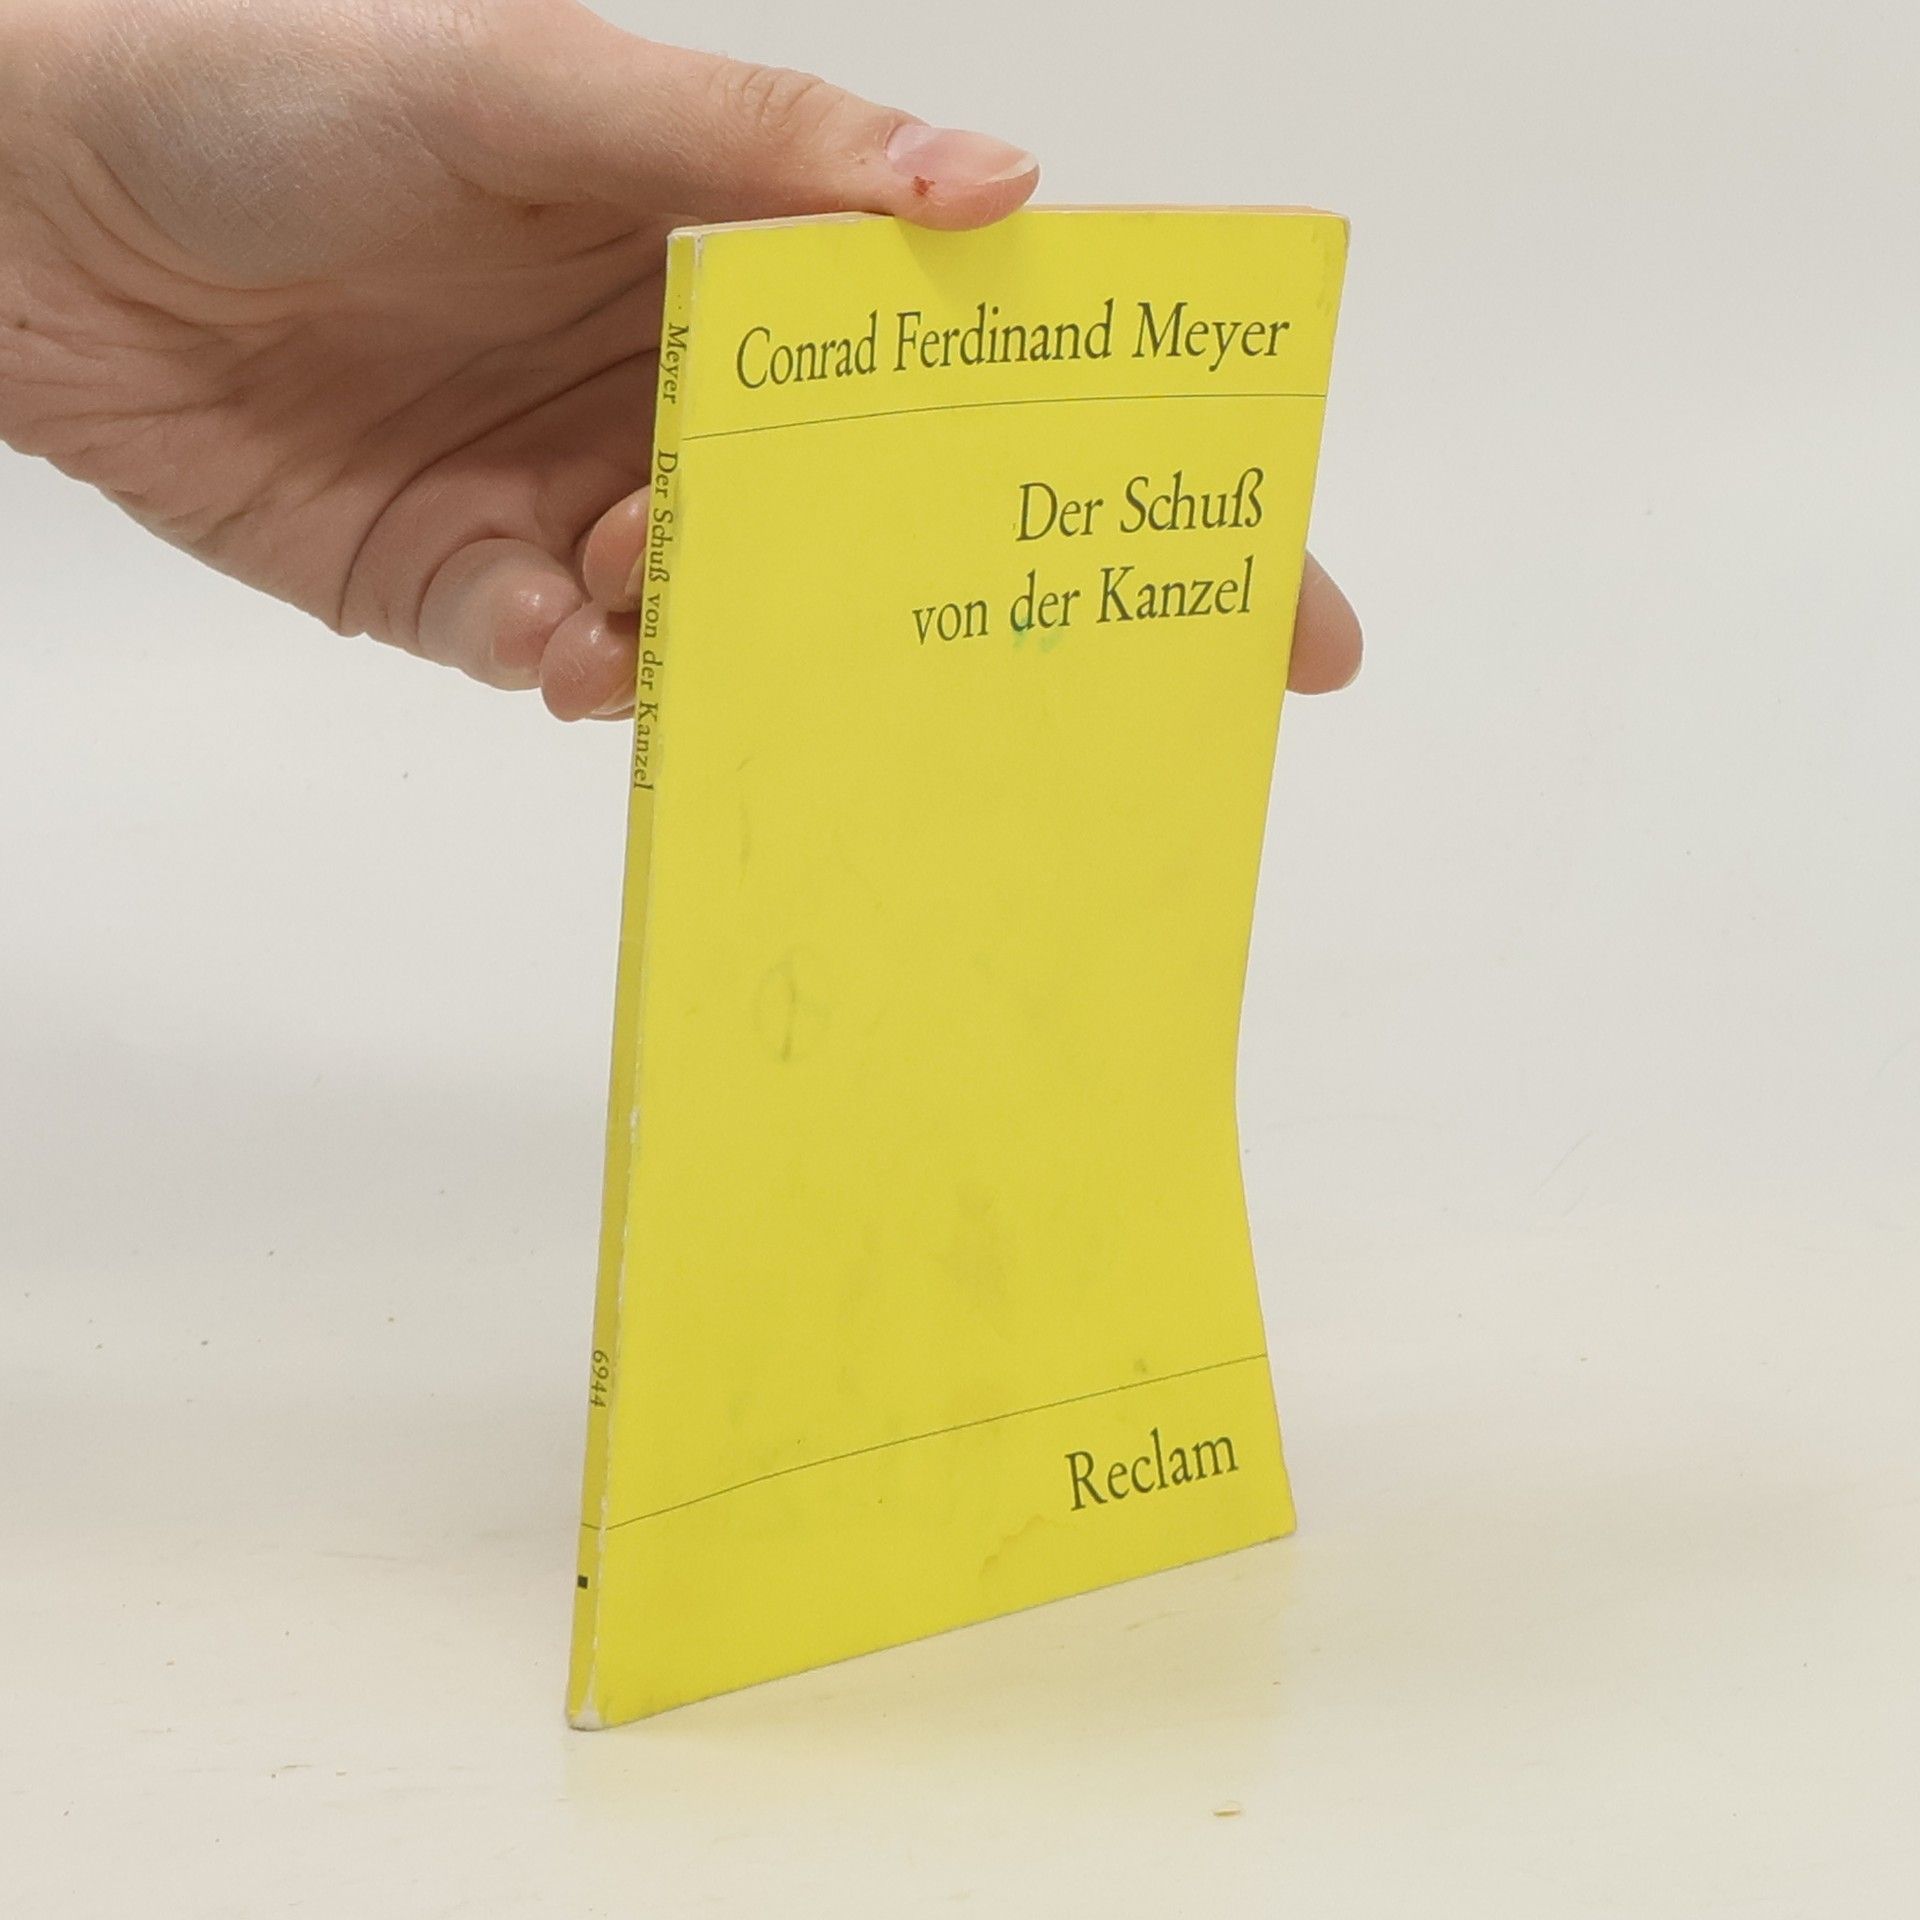 Conrad Ferdinand Meyer
Der Schuß
von der Kanzel
Reclam
Meyer Der Schuß von der Kanzel
6944